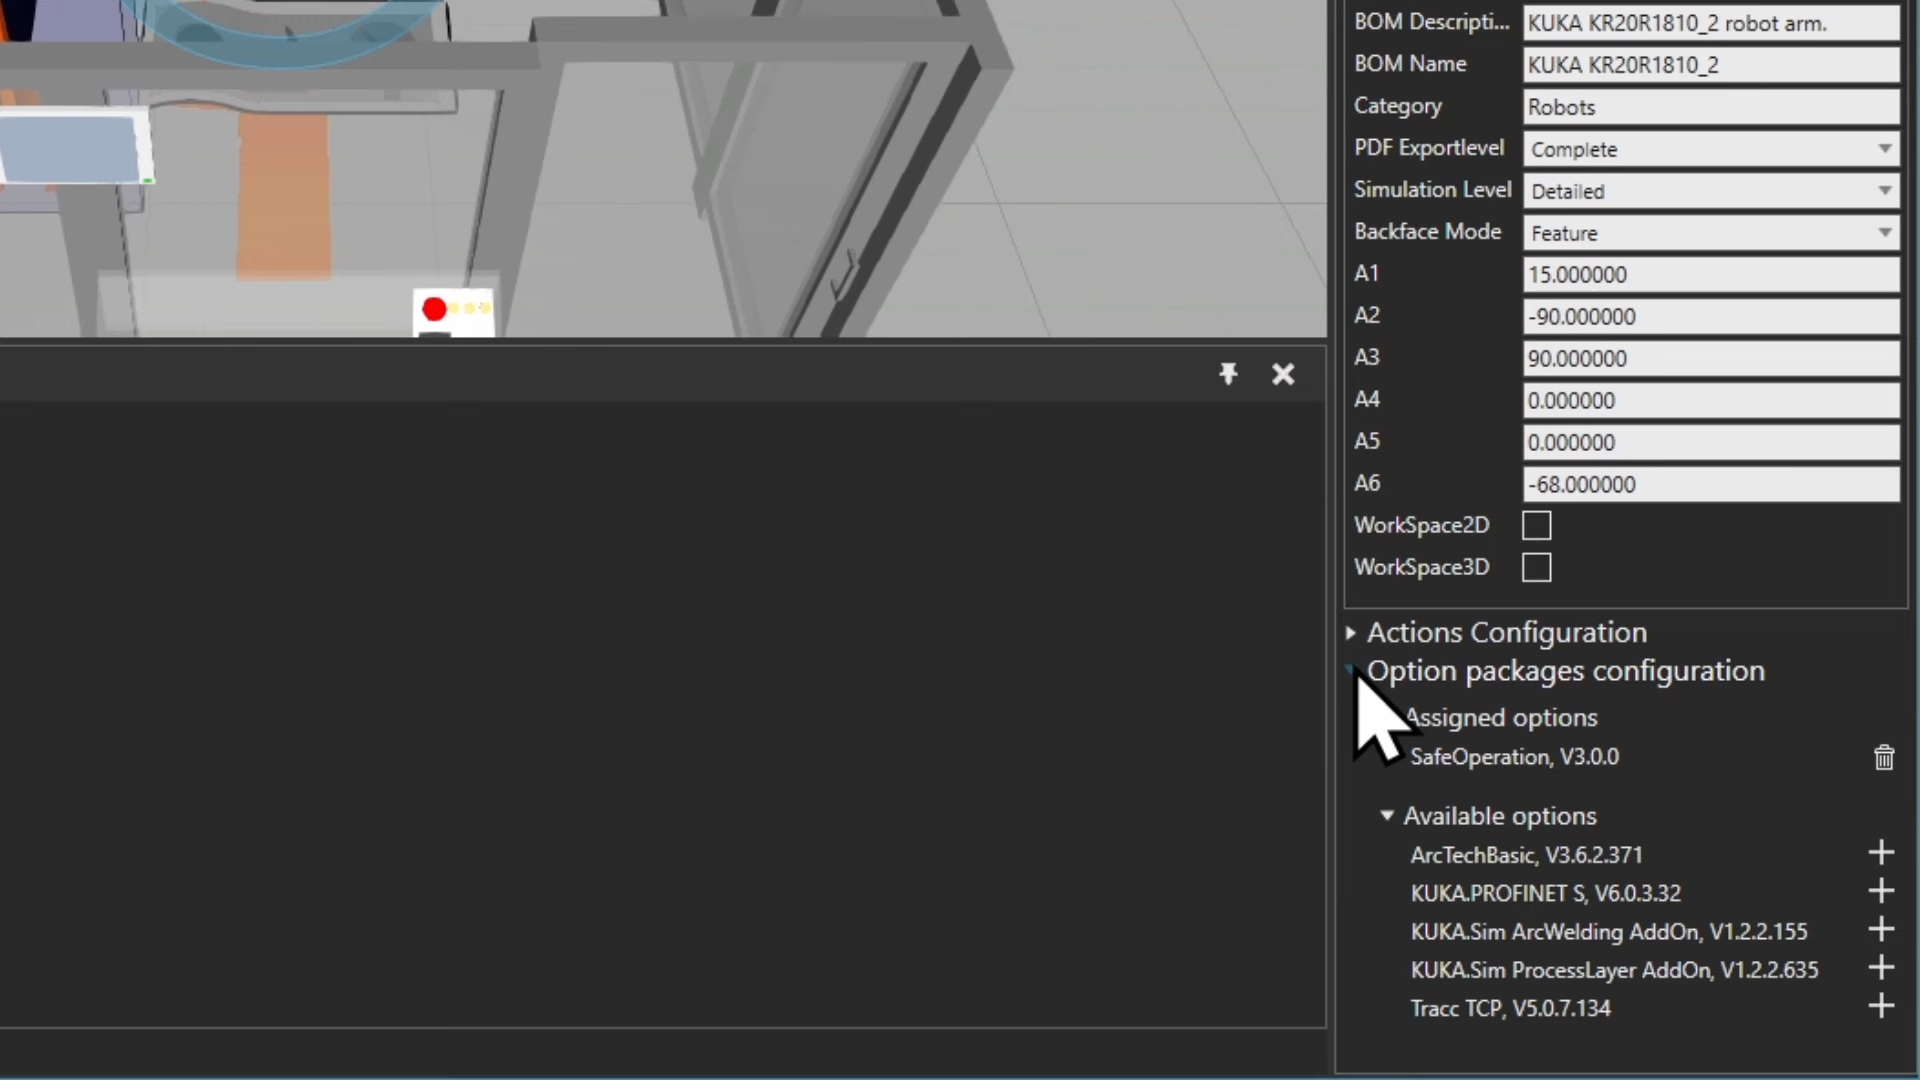 BOM Descripti... KUKA KR20R1810_2 robot arm.
BOM Name KUKA KR20R1810_2
Category Robots
PDF Exportlevel Complete
Simulation Level Detailed
Backface Mode Feature
A1 15.000000
A2 -90.000000
A3 90.000000
A4 0.000000
A5 0.000000
A6 -68.000000
WorkSpace2D
WorkSpace3D
Actions Configuration
Option packages configuration
Assigned options
SafeOperation, V3.0.0
Available options
ArcTechBasic, V3.6.2.371
KUKA.PROFINET S, V6.0.3.32
KUKA.Sim ArcWelding AddOn, V1.2.2.155
KUKA.Sim ProcessLayer AddOn, V1.2.2.635
Tracc TCP, V5.0.7.134